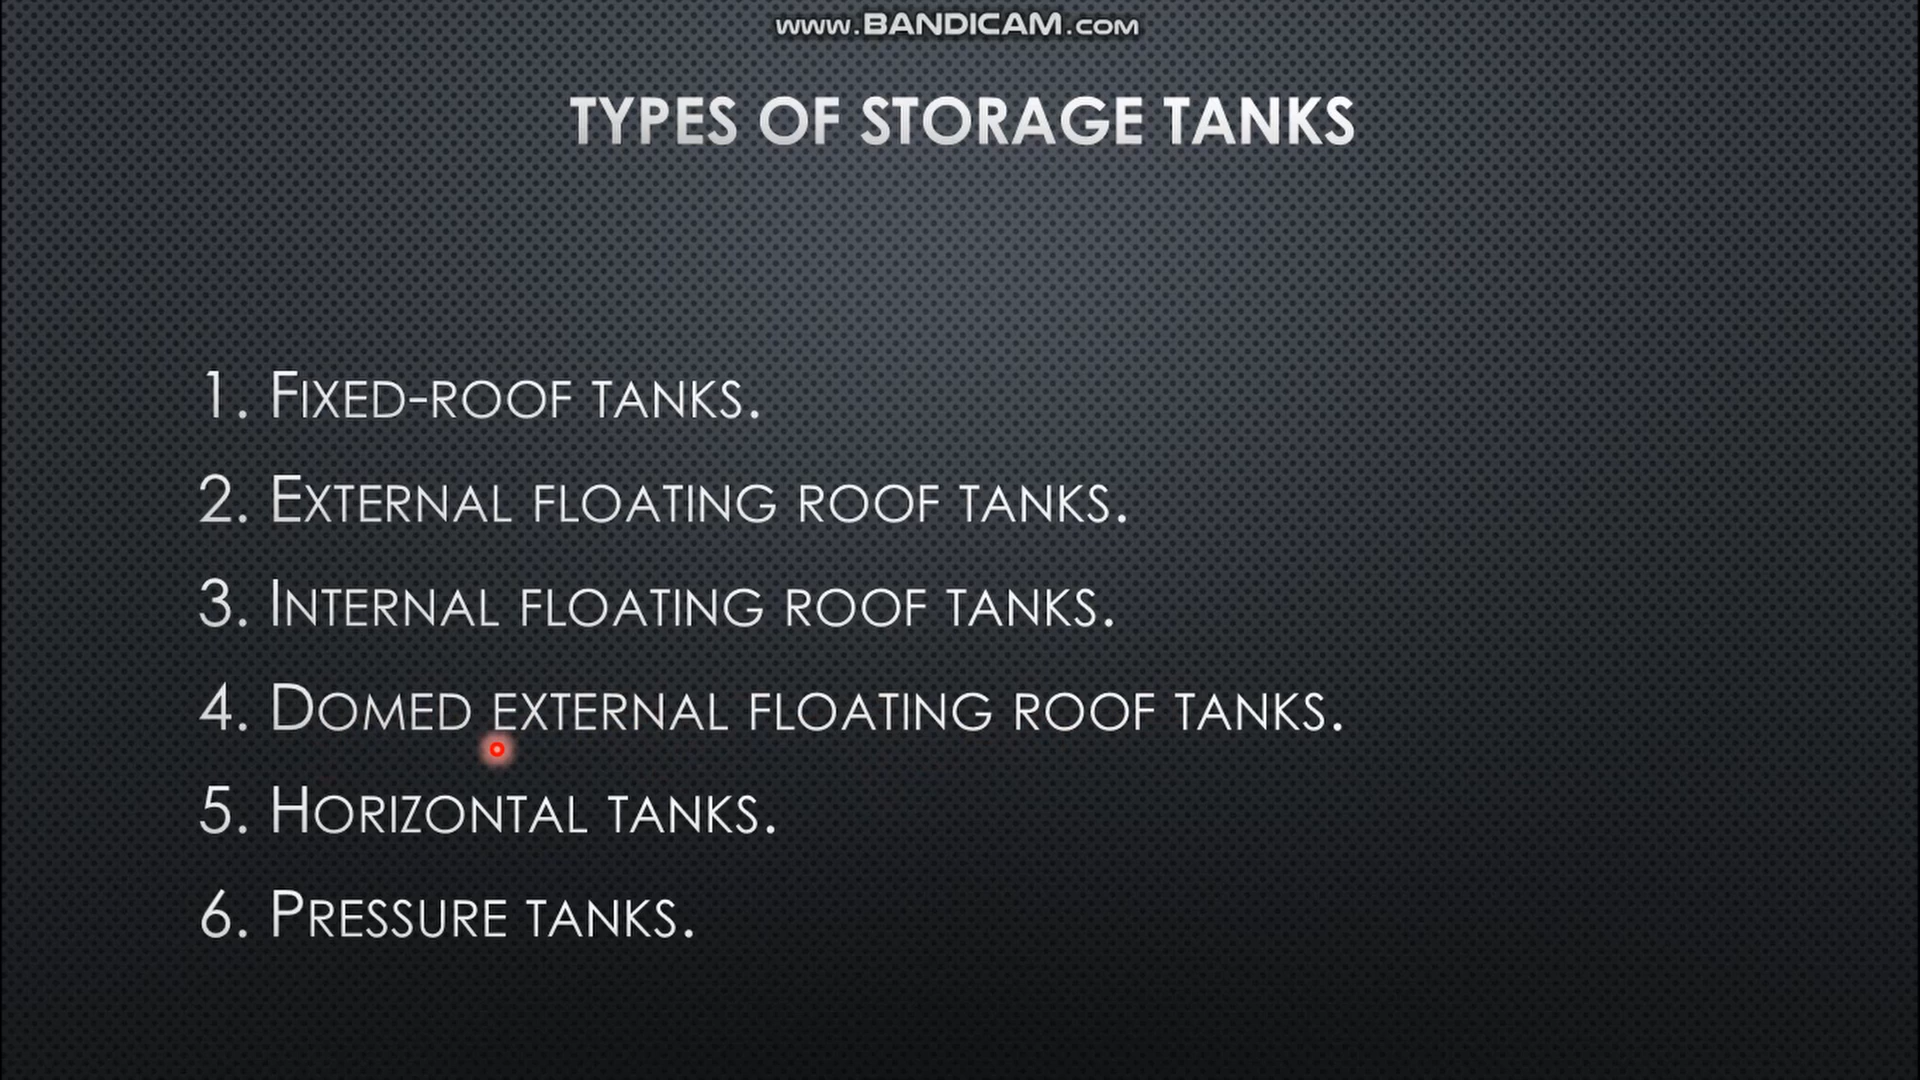 www.BANDICAM.com
TYPES OF STORAGE TANKS
1. FIXED-ROOF TANKS.
2. EXTERNAL FLOATING ROOF TANKS.
3. INTERNAL FLOATING ROOF TANKS.
4. DOMED EXTERNAL FLOATING ROOF TANKS.
5. HORIZONTAL TANKS.
6. PRESSURE TANKS.